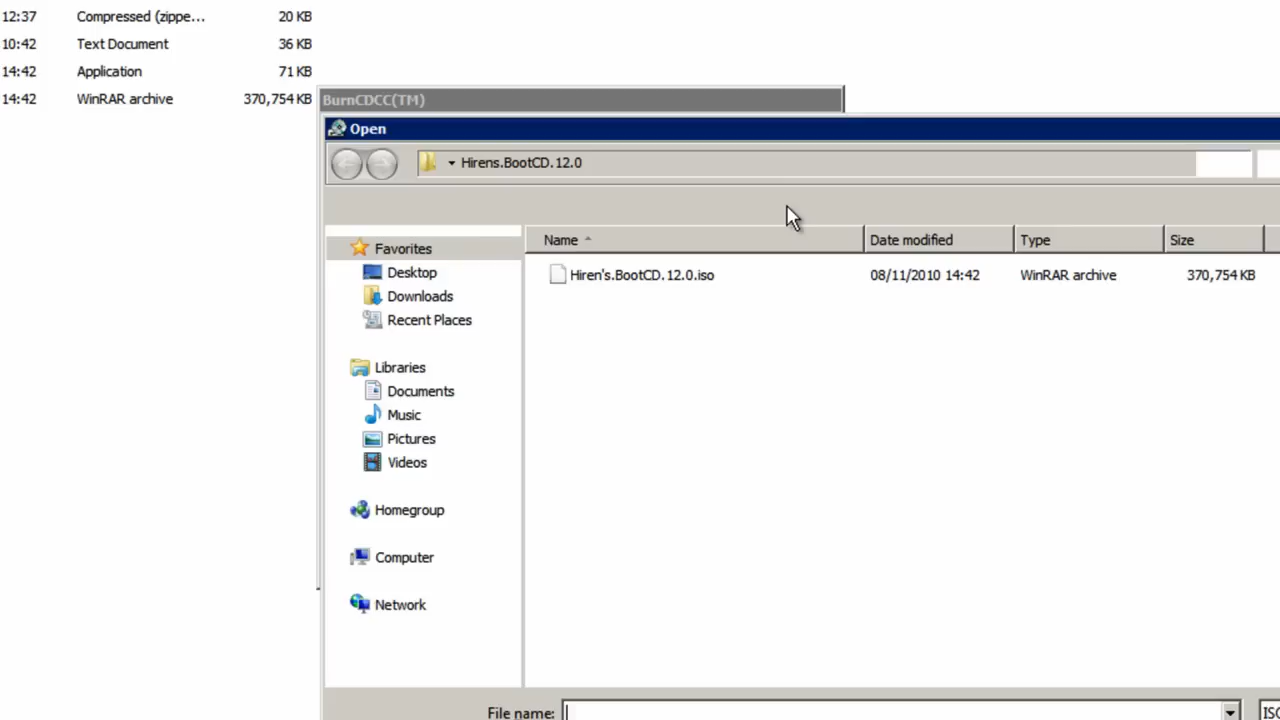 12:37 Compressed (zippe... 20 KB
10:42 Text Document 36 KB
14:42 Application 71 KB
14:42 WinRAR archive 370,754 KB
BurnCDCC(TM)
Open
Hirens.BootCD.12.0
Name Date modified Type Size
Hiren's.BootCD.12.0.iso 08/11/2010 14:42 WinRAR archive 370,754 KB
Favorites
Desktop
Downloads
Recent Places
Libraries
Documents
Music
Pictures
Videos
Homegroup
Computer
Network
File name: ISO